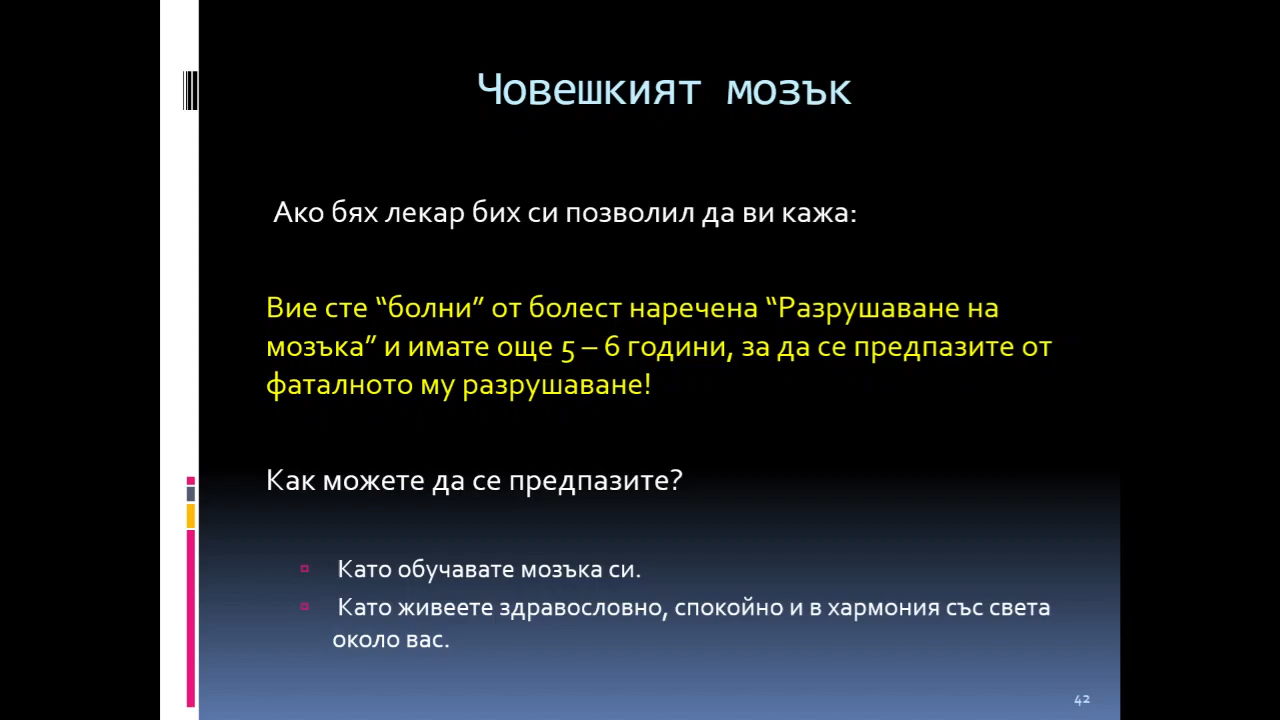 Човешкият мозък
Ако бях лекар бих си позволил да ви кажа:
Вие сте “болни” от болест наречена “Разрушаване на
мозъка” и имате още 5 – 6 години, за да се предпазите от
фаталното му разрушаване!
Как можете да се предпазите?
Като обучавате мозъка си.
Като живеете здравословно, спокойно и в хармония със света
около вас.
42